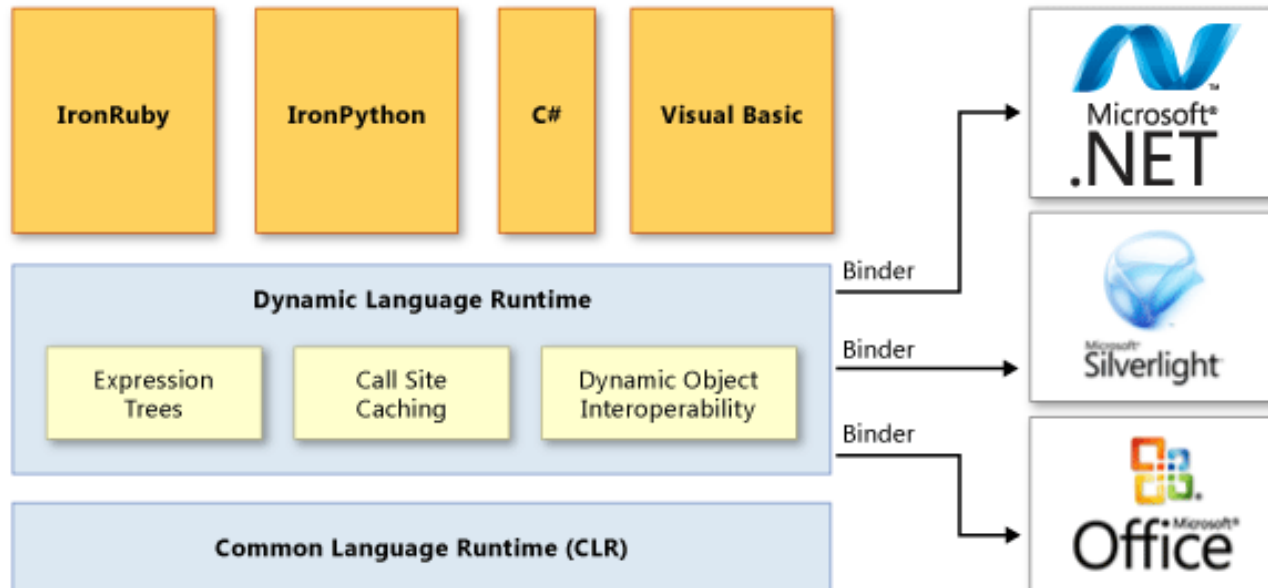 IronRuby
IronPython
C#
Visual Basic
Dynamic Language Runtime
Expression
Trees
Call Site
Caching
Dynamic Object
Interoperability
Common Language Runtime (CLR)
Binder
Binder
Binder
Microsoft®
.NET
Microsoft®
Silverlight
Microsoft®
Office